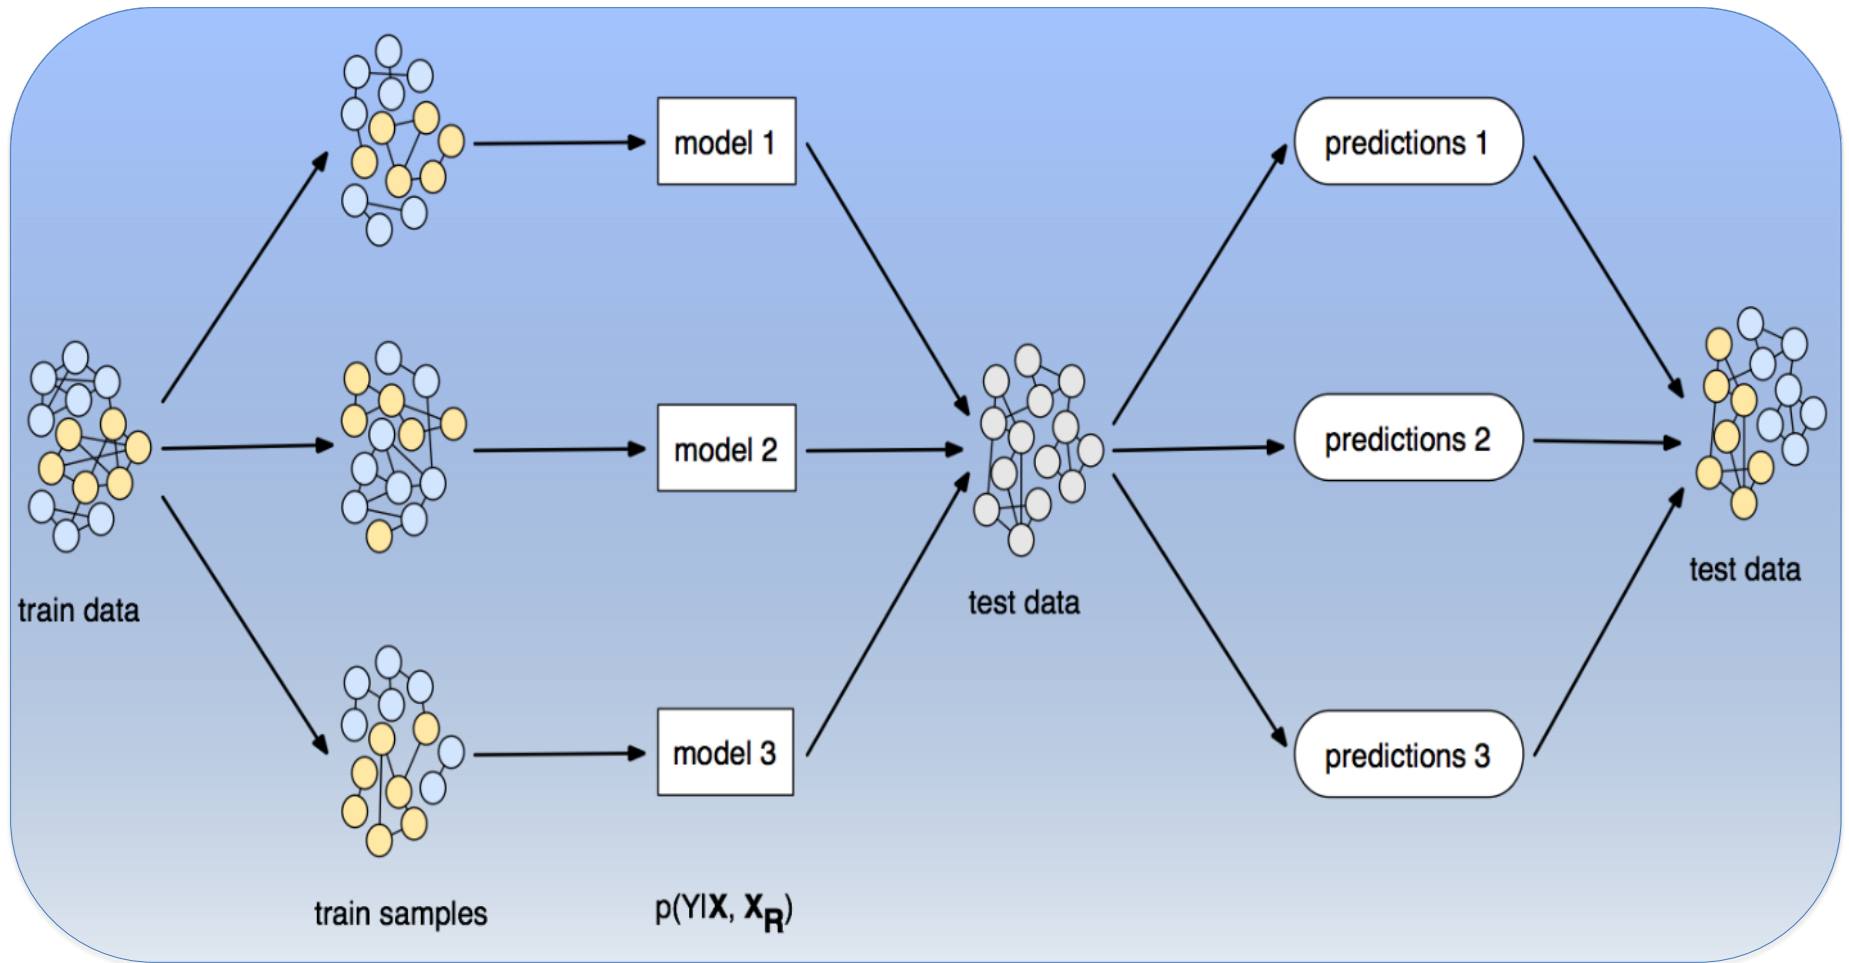 model 1
predictions 1
model 2
predictions 2
test data
test data
train data
model 3
predictions 3
train samples
p(Y|X, XR)